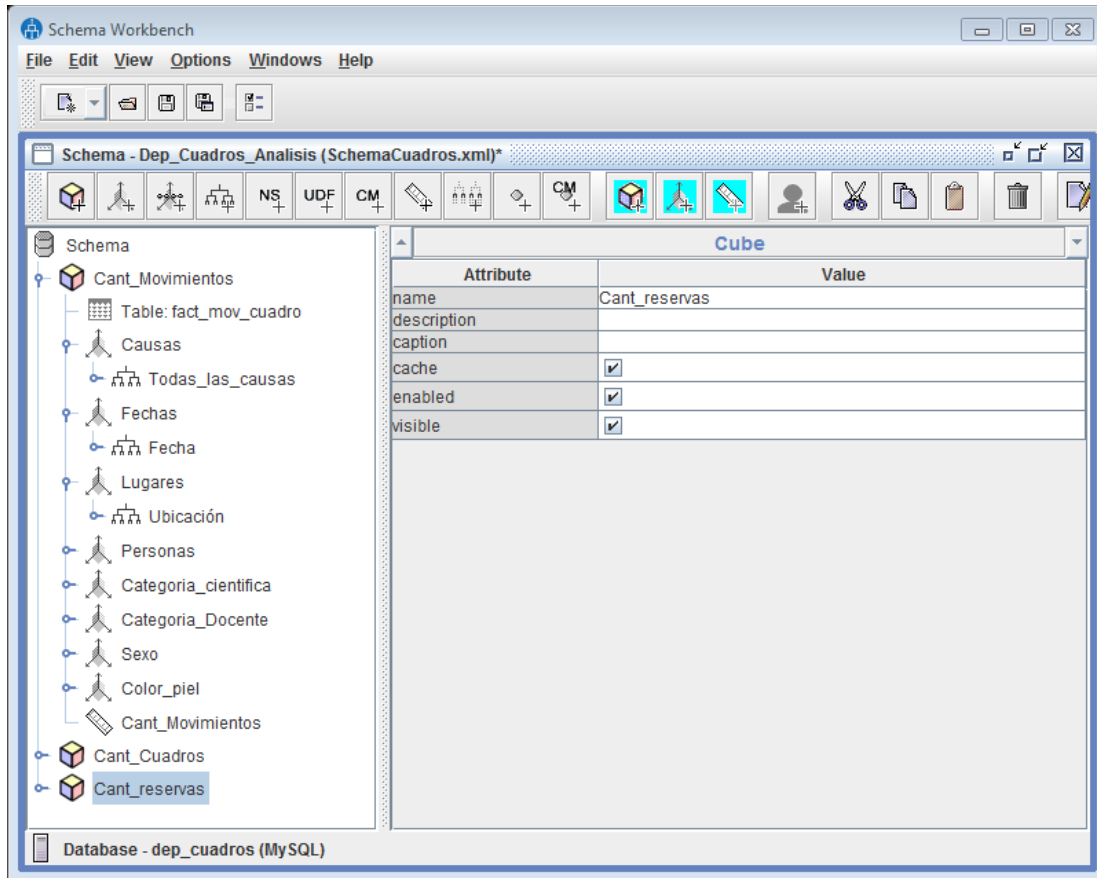 Schema Workbench
File Edit View Options Windows Help
Schema - Dep_Cuadros_Analisis (SchemaCuadros.xml)*
NS UDF CM CM
Schema
Cant_Movimientos
Table: fact_mov_cuadro
Causas
Todas_las_causas
Fechas
Fecha
Lugares
Ubicación
Personas
Categoria_cientifica
Categoria_Docente
Sexo
Color_piel
Cant_Movimientos
Cant_Cuadros
Cant_reservas
Cube
Attribute Value
name Cant_reservas
description
caption
cache
enabled
visible
Database - dep_cuadros (MySQL)